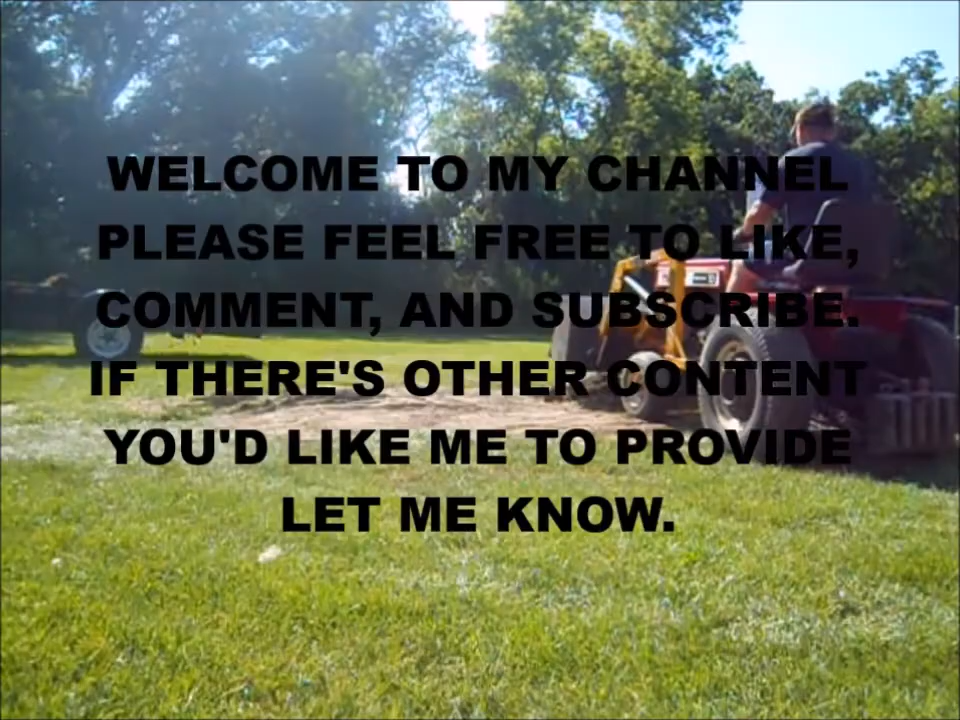 WELCOME TO MY CHANNEL
PLEASE FEEL FREE TO LIKE,
COMMENT, AND SUBSCRIBE.
IF THERE'S OTHER CONTENT
YOU'D LIKE ME TO PROVIDE
LET ME KNOW.